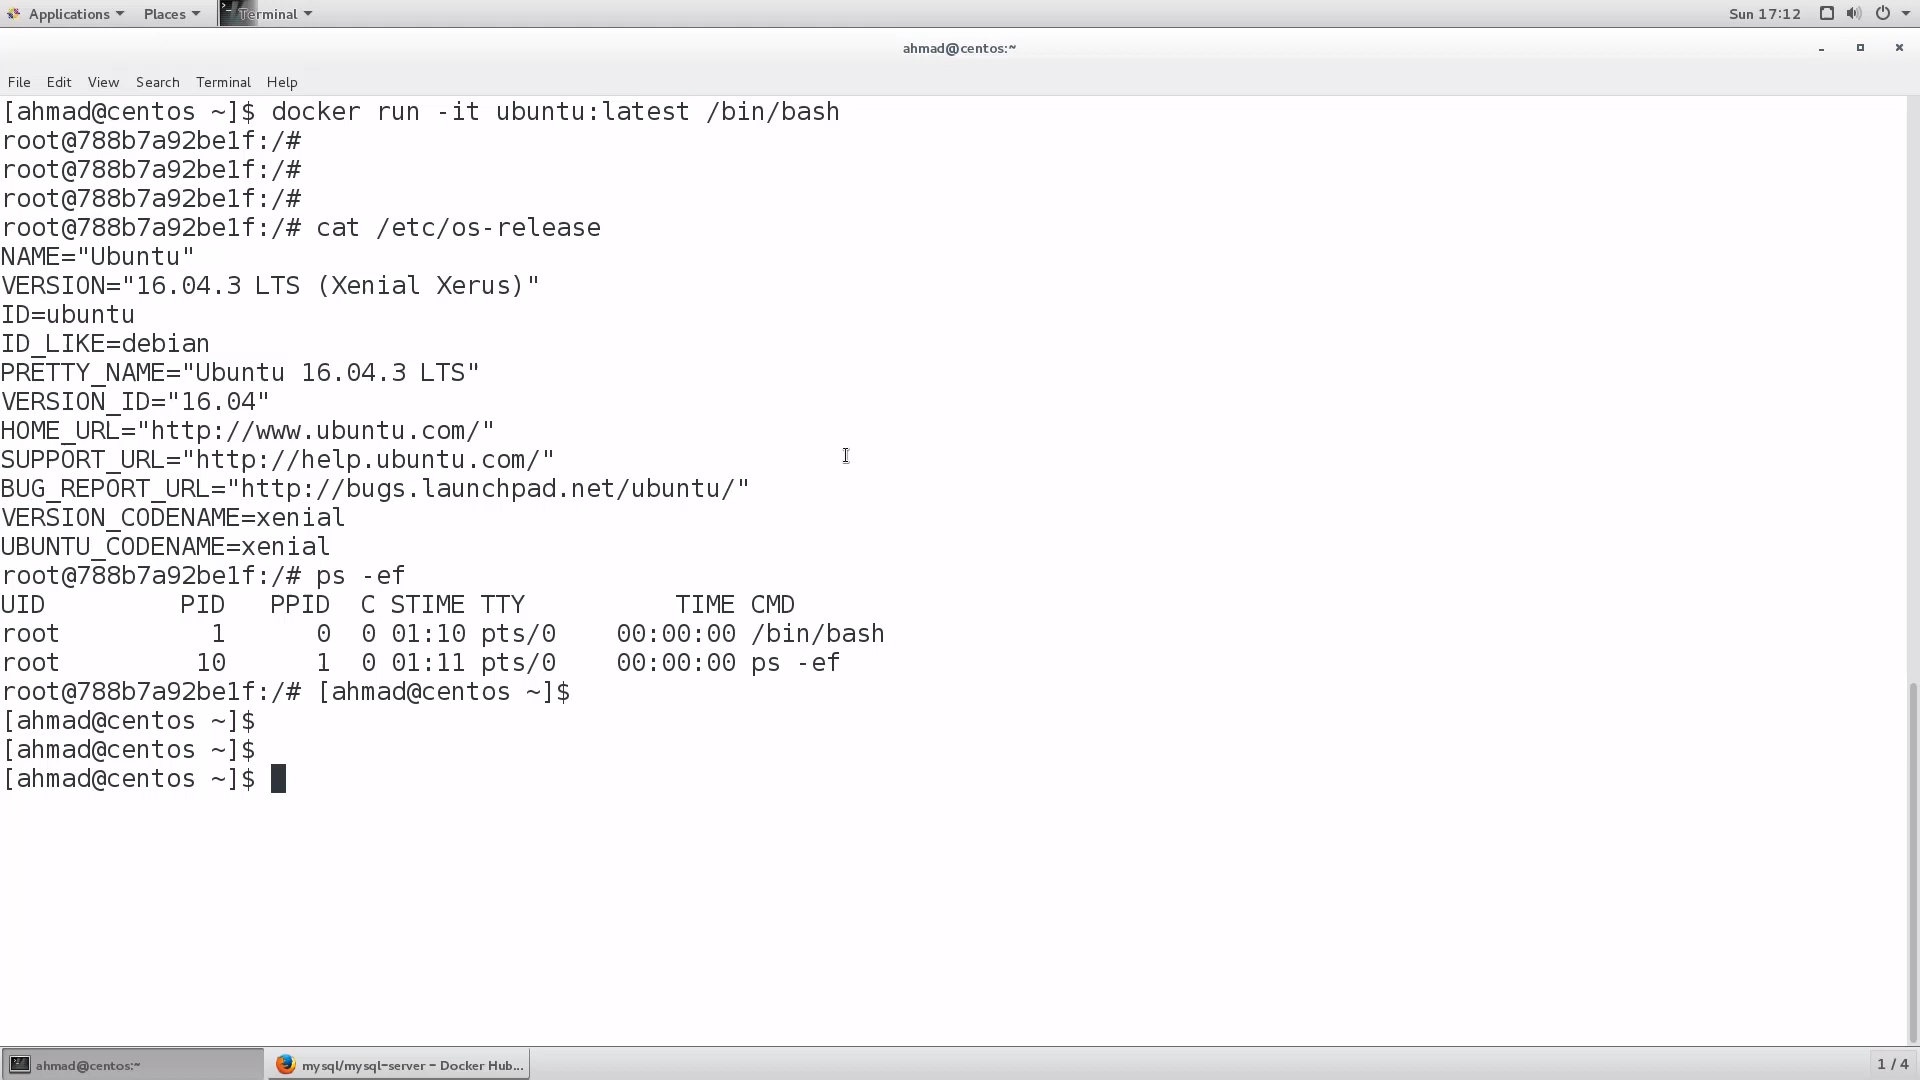 Applications Places Terminal Sun 17:12
ahmad@centos:~
File Edit View Search Terminal Help
[ahmad@centos ~]$ docker run -it ubuntu:latest /bin/bash
root@788b7a92be1f:/#
root@788b7a92be1f:/#
root@788b7a92be1f:/#
root@788b7a92be1f:/# cat /etc/os-release
NAME="Ubuntu"
VERSION="16.04.3 LTS (Xenial Xerus)"
ID=ubuntu
ID_LIKE=debian
PRETTY_NAME="Ubuntu 16.04.3 LTS"
VERSION_ID="16.04"
HOME_URL="http://www.ubuntu.com/"
SUPPORT_URL="http://help.ubuntu.com/"
BUG_REPORT_URL="http://bugs.launchpad.net/ubuntu/"
VERSION_CODENAME=xenial
UBUNTU_CODENAME=xenial
root@788b7a92be1f:/# ps -ef
UID         PID   PPID  C STIME TTY          TIME CMD
root          1      0  0 01:10 pts/0    00:00:00 /bin/bash
root         10      1  0 01:11 pts/0    00:00:00 ps -ef
root@788b7a92be1f:/# [ahmad@centos ~]$
[ahmad@centos ~]$
[ahmad@centos ~]$
[ahmad@centos ~]$
ahmad@centos:~ mysql/mysql-server - Docker Hub... 1 / 4